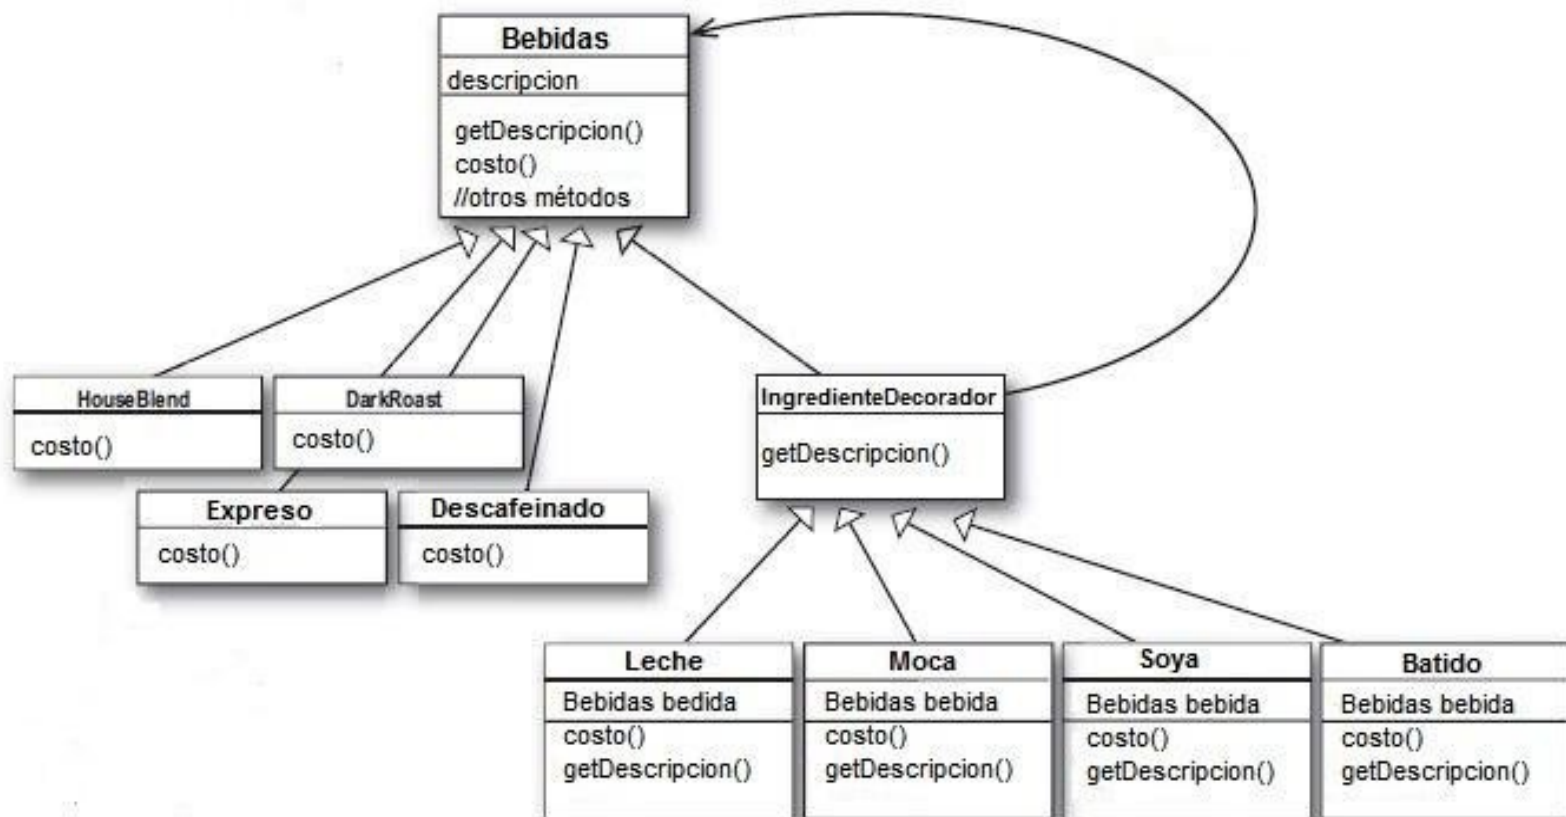 Bebidas
descripcion
getDescripcion()
costo()
//otros métodos
HouseBlend
costo()
DarkRoast
costo()
Expreso
costo()
Descafeinado
costo()
IngredienteDecorador
getDescripcion()
Leche
Bebidas bedida
costo()
getDescripcion()
Moca
Bebidas bebida
costo()
getDescripcion()
Soya
Bebidas bebida
costo()
getDescripcion()
Batido
Bebidas bebida
costo()
getDescripcion()